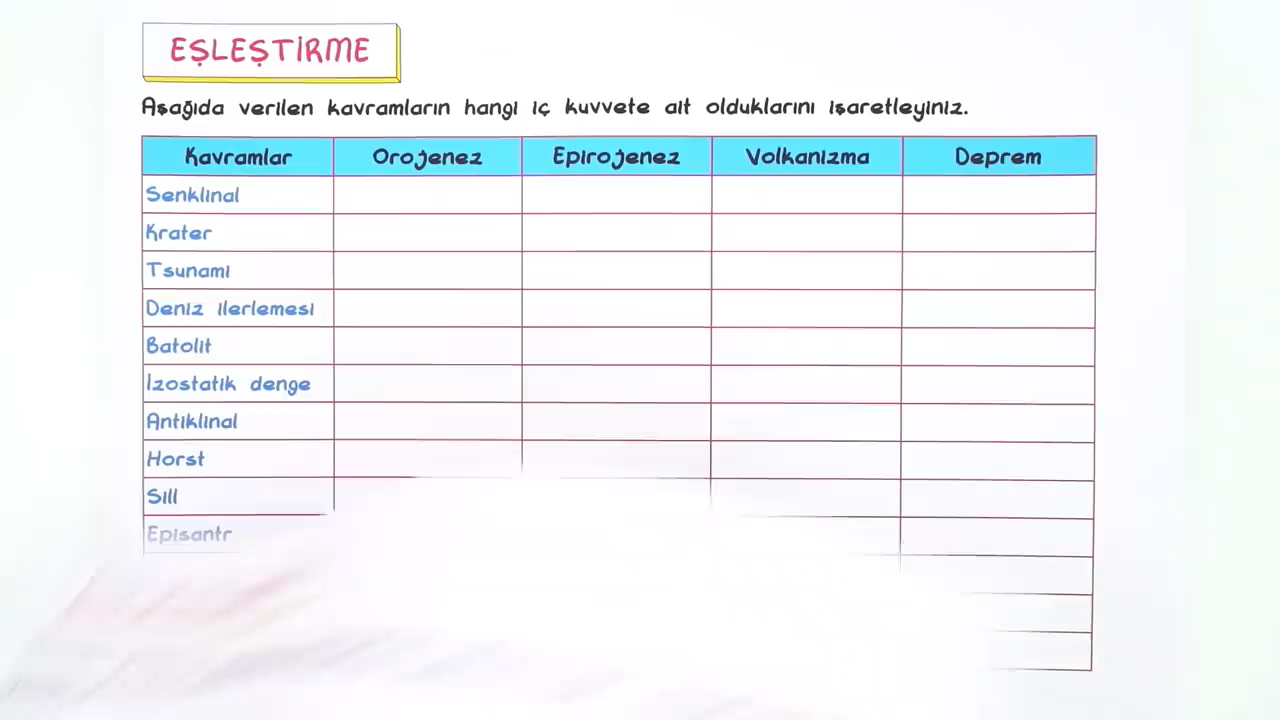 EŞLEŞTİRME
Aşağıda verilen kavramların hangi iç kuvvete ait olduklarını işaretleyiniz.
Kavramlar Orojenez Epirojenez Volkanizma Deprem
Senklinal
Krater
Tsunami
Deniz ilerlemesi
Batolit
İzostatik denge
Antiklinal
Horst
Sill
Episantr